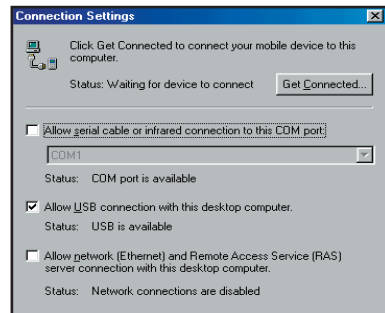 Connection Settings
Click Get Connected to connect your mobile device to this
computer.
Status: Waiting for device to connect
Get Connected...
Allow serial cable or infrared connection to this COM port:
COM1
Status: COM port is available
Allow USB connection with this desktop computer.
Status: USB is available
Allow network (Ethernet) and Remote Access Service (RAS)
server connection with this desktop computer.
Status: Network connections are disabled